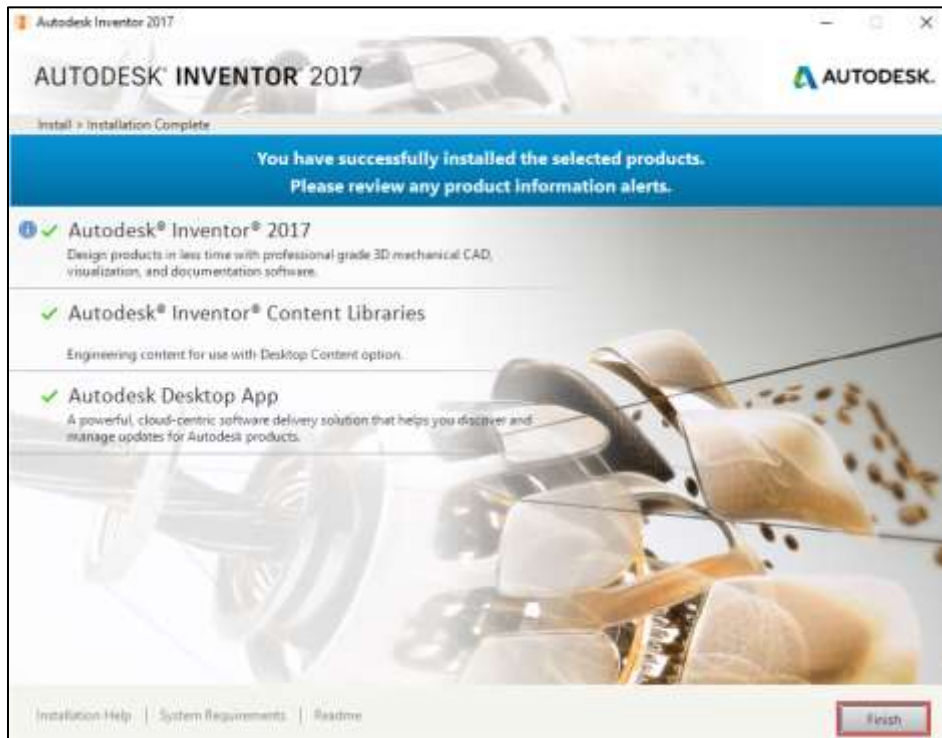 Autodesk Inventor 2017
AUTODESK® INVENTOR® 2017
AUTODESK.
Install > Installation Complete
You have successfully installed the selected products.
Please review any product information alerts.
Autodesk® Inventor® 2017
Design products in less time with professional grade 3D mechanical CAD,
visualization, and documentation software.
Autodesk® Inventor® Content Libraries
Engineering content for use with Desktop Content option.
Autodesk Desktop App
A powerful, cloud-centric software delivery solution that helps you discover and
manage updates for Autodesk products.
Installation Help | System Requirements | Readme
Finish